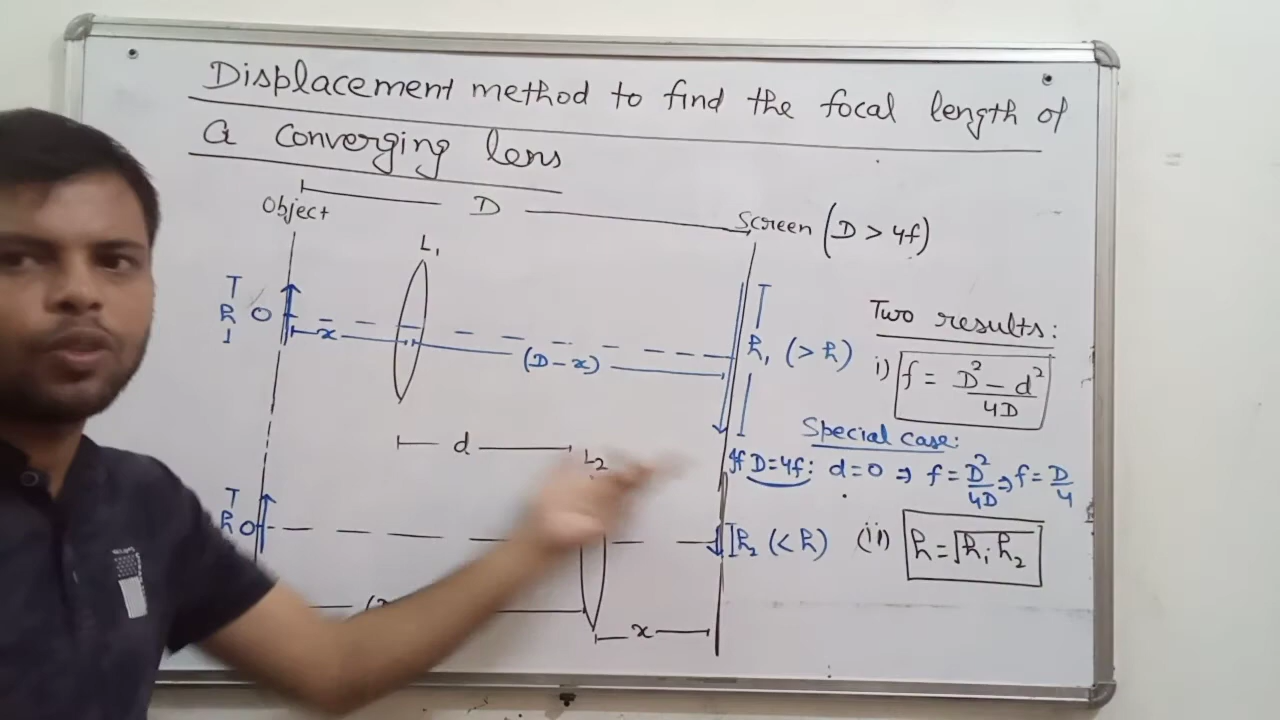 Displacement method to find the focal length of
a converging lens
D
Object
Screen (D > 4f)
L₁
h
O
x
(D – x)
h₁ (> h)
Two results:
i) f = D² – d² / 4D
Special case:
d
L₂
If D = 4f: d = 0 ⇒ f = D²/4D ⇒ f = D/4
h
O
h₂ (< h)
(ii) h = √h₁h₂
x